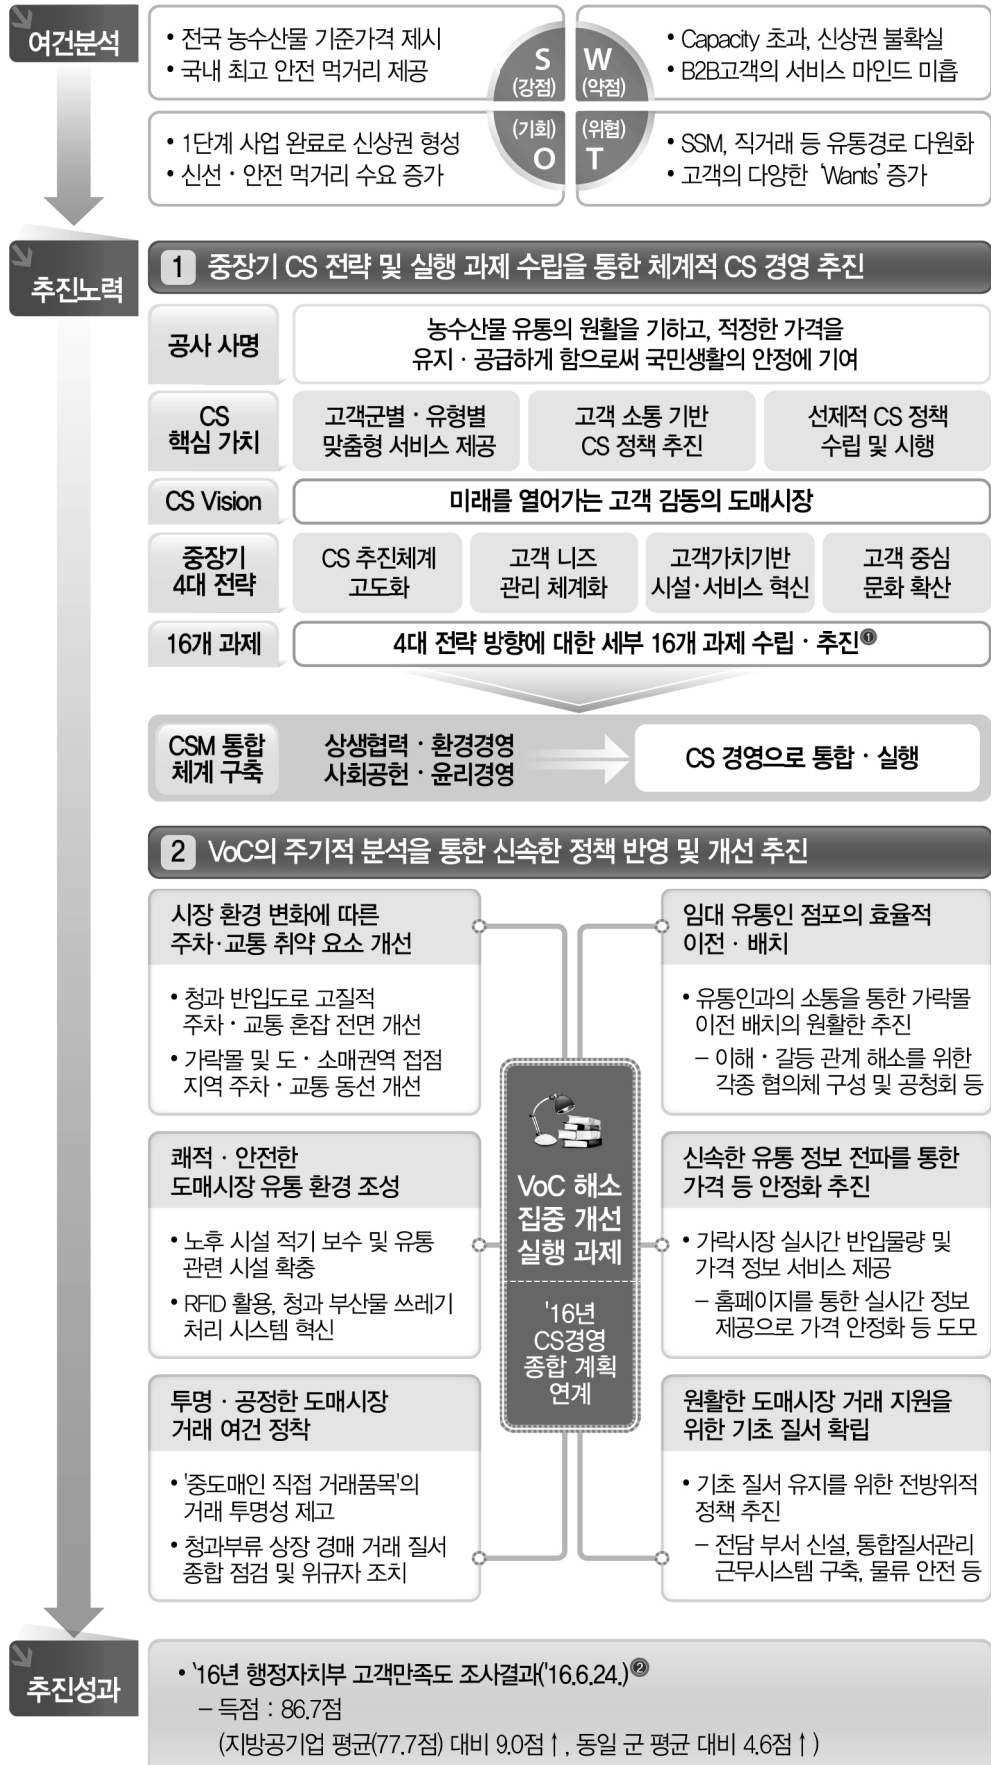 여건분석
• 전국 농수산물 기준가격 제시
• 국내 최고 안전 먹거리 제공
S
(강점)
W
(약점)
• Capacity 초과, 신상권 불확실
• B2B고객의 서비스 마인드 미흡
• 1단계 사업 완료로 신상권 형성
• 신선 · 안전 먹거리 수요 증가
(기회)
O
(위협)
T
• SSM, 직거래 등 유통경로 다원화
• 고객의 다양한 'Wants' 증가
추진노력
1 중장기 CS 전략 및 실행 과제 수립을 통한 체계적 CS 경영 추진
공사 사명
농수산물 유통의 원활을 기하고, 적정한 가격을
유지 · 공급하게 함으로써 국민생활의 안정에 기여
CS
핵심 가치
고객군별 · 유형별
맞춤형 서비스 제공
고객 소통 기반
CS 정책 추진
선제적 CS 정책
수립 및 시행
CS Vision
미래를 열어가는 고객 감동의 도매시장
중장기
4대 전략
CS 추진체계
고도화
고객 니즈
관리 체계화
고객가치기반
시설·서비스 혁신
고객 중심
문화 확산
16개 과제
4대 전략 방향에 대한 세부 16개 과제 수립 · 추진❶
CSM 통합
체계 구축
상생협력 · 환경경영
사회공헌 · 윤리경영
CS 경영으로 통합 · 실행
2 VoC의 주기적 분석을 통한 신속한 정책 반영 및 개선 추진
시장 환경 변화에 따른
주차·교통 취약 요소 개선
• 청과 반입도로 고질적
주차 · 교통 혼잡 전면 개선
• 가락몰 및 도 · 소매권역 접점
지역 주차 · 교통 동선 개선
임대 유통인 점포의 효율적
이전 · 배치
• 유통인과의 소통을 통한 가락몰
이전 배치의 원활한 추진
– 이해 · 갈등 관계 해소를 위한
각종 협의체 구성 및 공청회 등
쾌적 · 안전한
도매시장 유통 환경 조성
• 노후 시설 적기 보수 및 유통
관련 시설 확충
• RFID 활용, 청과 부산물 쓰레기
처리 시스템 혁신
VoC 해소
집중 개선
실행 과제
'16년
CS경영
종합 계획
연계
신속한 유통 정보 전파를 통한
가격 등 안정화 추진
• 가락시장 실시간 반입물량 및
가격 정보 서비스 제공
– 홈페이지를 통한 실시간 정보
제공으로 가격 안정화 등 도모
투명 · 공정한 도매시장
거래 여건 정착
• '중도매인 직접 거래품목'의
거래 투명성 제고
• 청과부류 상장 경매 거래 질서
종합 점검 및 위규자 조치
원활한 도매시장 거래 지원을
위한 기초 질서 확립
• 기초 질서 유지를 위한 전방위적
정책 추진
– 전담 부서 신설, 통합질서관리
근무시스템 구축, 물류 안전 등
추진성과
• '16년 행정자치부 고객만족도 조사결과('16.6.24.)❷
– 득점 : 86.7점
(지방공기업 평균(77.7점) 대비 9.0점↑, 동일 군 평균 대비 4.6점↑)